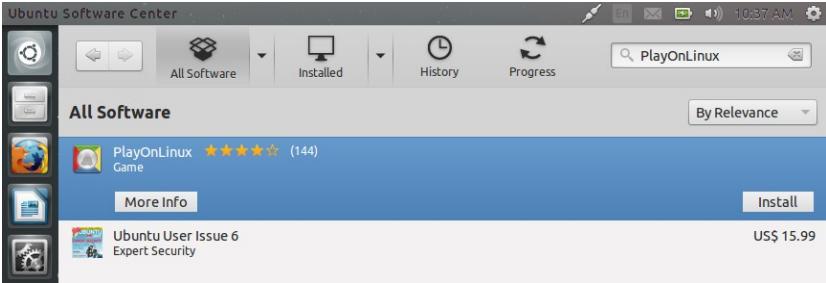 Ubuntu Software Center
En
10:37 AM
All Software
Installed
History
Progress
PlayOnLinux
All Software
By Relevance
PlayOnLinux (144)
Game
More Info
Install
Ubuntu User Issue 6
US$ 15.99
Expert Security